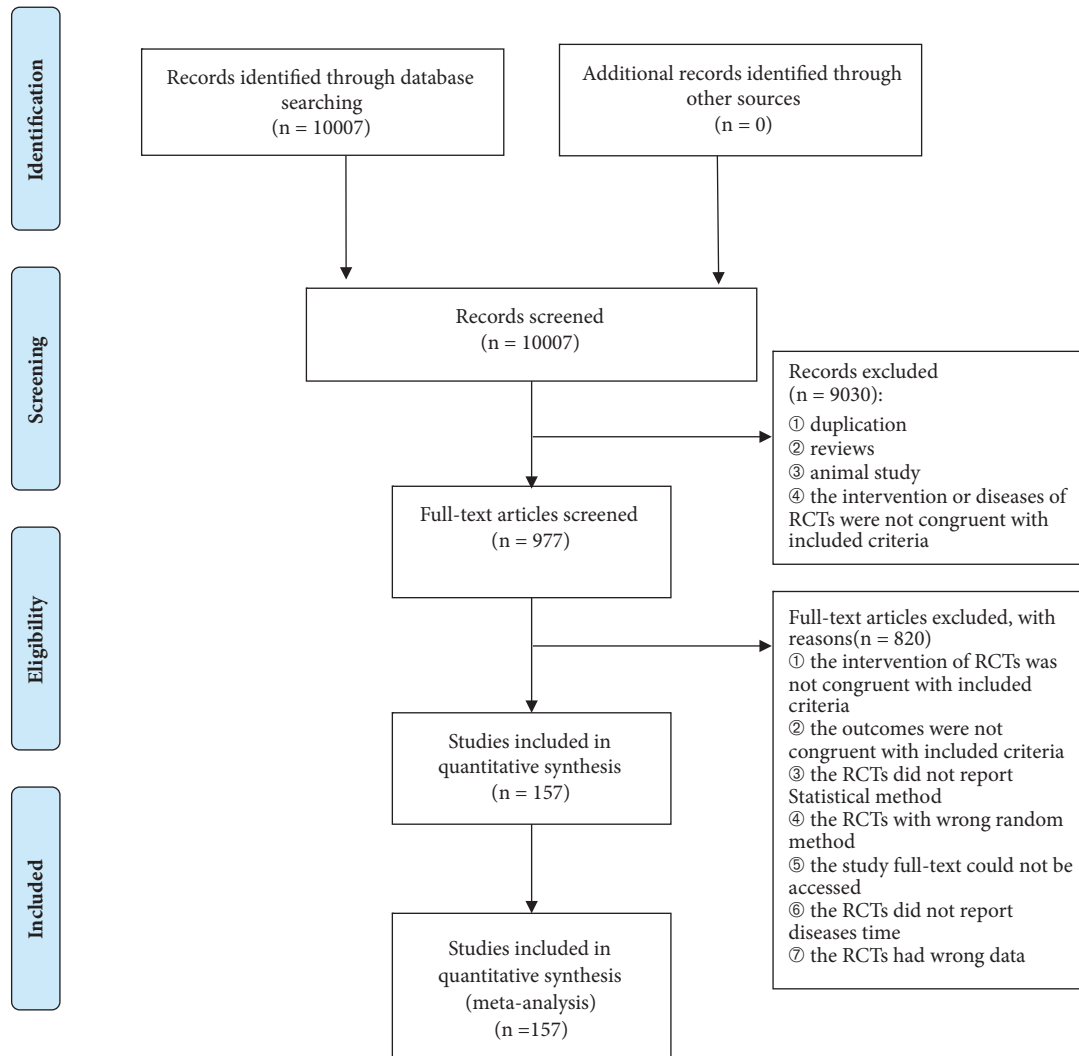 Identification
Records identified through database
searching
(n = 10007)
Additional records identified through
other sources
(n = 0)
Screening
Records screened
(n = 10007)
Records excluded
(n = 9030):
① duplication
② reviews
③ animal study
④ the intervention or diseases of
RCTs were not congruent with
included criteria
Full-text articles screened
(n = 977)
Eligibility
Full-text articles excluded, with
reasons(n = 820)
① the intervention of RCTs was
not congruent with included
criteria
② the outcomes were not
congruent with included criteria
③ the RCTs did not report
Statistical method
④ the RCTs with wrong random
method
⑤ the study full-text could not be
accessed
⑥ the RCTs did not report
diseases time
⑦ the RCTs had wrong data
Studies included in
quantitative synthesis
(n = 157)
Included
Studies included in
quantitative synthesis
(meta-analysis)
(n =157)